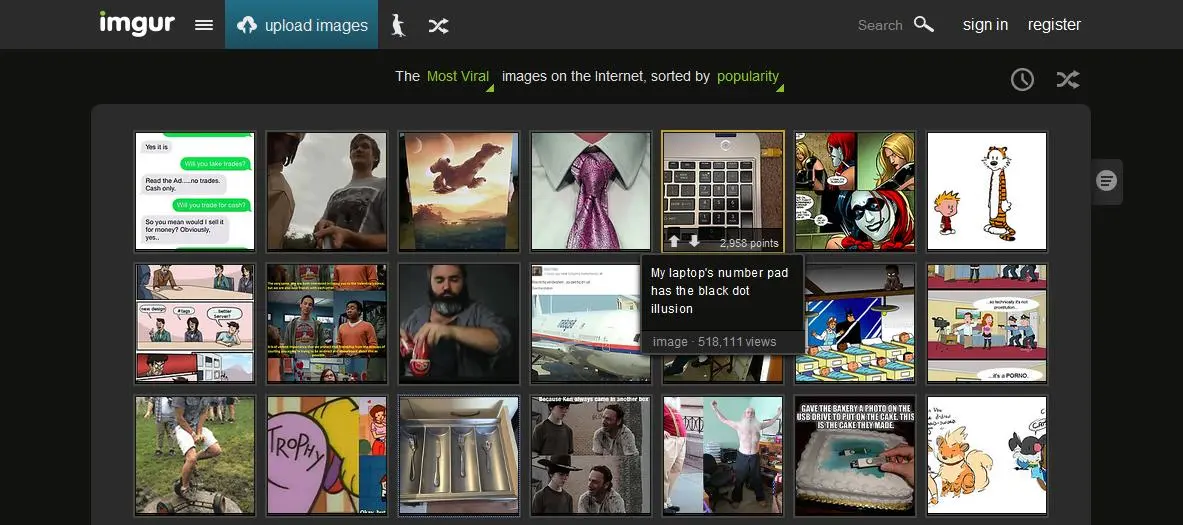 imgur
upload images
Search
sign in
register
The Most Viral images on the Internet, sorted by popularity
Yes it is
Will you take trades?
Read the Ad.....no trades.
Cash only.
Will you trade for cash?
So you mean would I sell it
for money? Obviously,
yes..
2,958 points
My laptop's number pad
has the black dot
illusion
image · 518,111 views
new design
#tags
...better
Server?
...so technically it's not
prostitution...
...it's a PORNO.
TROPHY
Okay, but
Because Ken always came in another box
GAVE THE BAKERY A PHOTO ON THE
USB DRIVE TO PUT ON THE CAKE. THIS
IS THE CAKE THEY MADE.